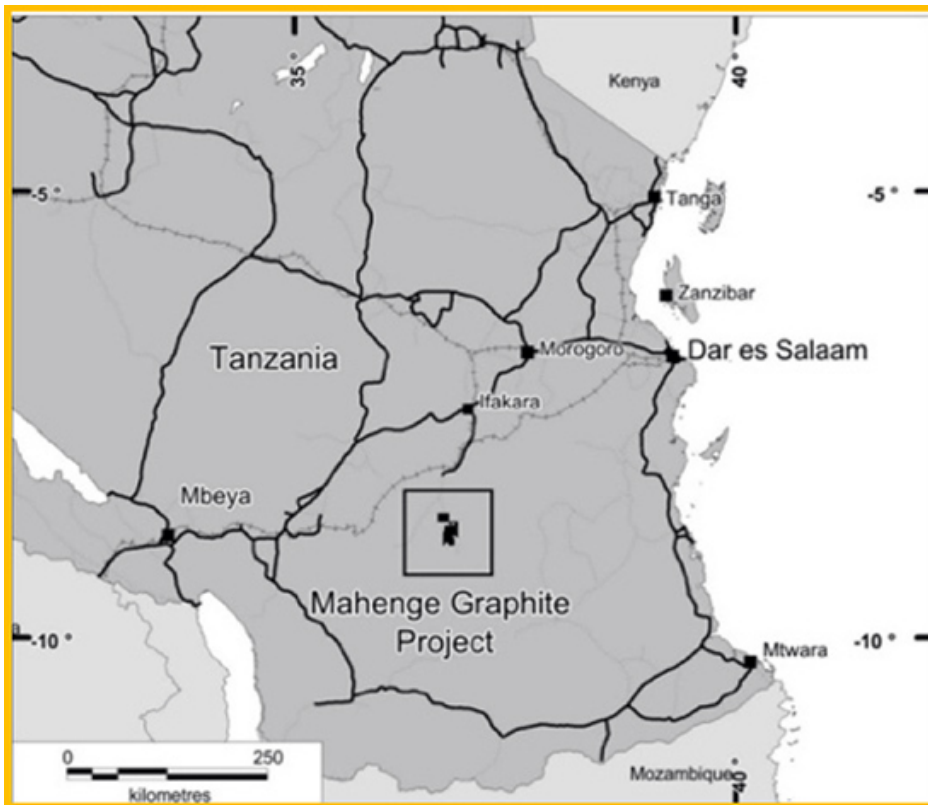 35
40
Kenya
-5 °
-5 °
Tanga
Zanzibar
Tanzania
Morogoro
Dar es Salaam
Ifakara
Mbeya
Mahenge Graphite
Project
-10 °
-10 °
Mtwara
0 250
kilometres
Mozambique
40